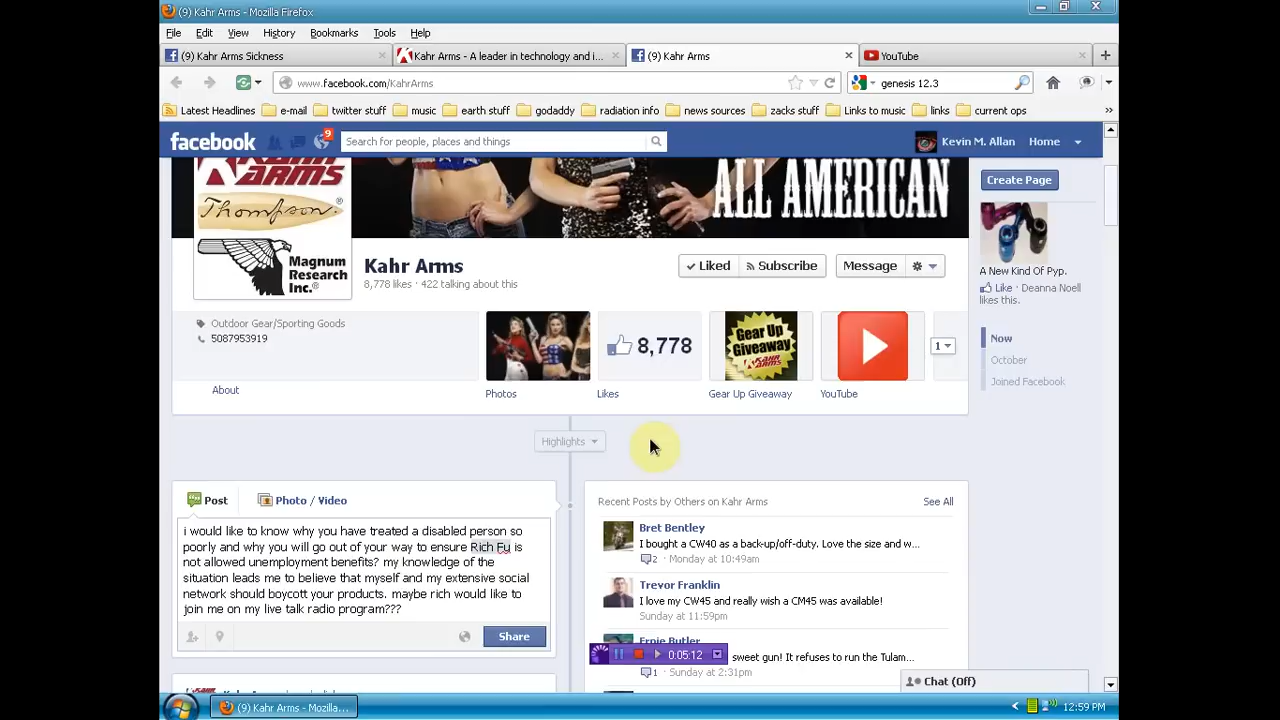 (9) Kahr Arms - Mozilla Firefox
File Edit View History Bookmarks Tools Help
(9) Kahr Arms Sickness
Kahr Arms - A leader in technology and i...
(9) Kahr Arms
YouTube
www.facebook.com/KahrArms
genesis 12.3
Latest Headlines e-mail twitter stuff music earth stuff godaddy radiation info news sources zacks stuff Links to music links current ops
facebook 9 Search for people, places and things Kevin M. Allan Home
ARMS
Thompson.®
Magnum
Research
Inc.®
ALL AMERICAN
Create Page
A New Kind Of Pyp.
Like · Deanna Noell
likes this.
Kahr Arms
8,778 likes · 422 talking about this
Liked Subscribe Message
Outdoor Gear/Sporting Goods
5087953919
About
8,778
Gear Up
Giveaway
KAHR
ARMS
1
Photos Likes Gear Up Giveaway YouTube
Now
October
Joined Facebook
Highlights
Post Photo / Video
i would like to know why you have treated a disabled person so
poorly and why you will go out of your way to ensure Rich Fu is
not allowed unemployment benefits? my knowledge of the
situation leads me to believe that myself and my extensive social
network should boycott your products. maybe rich would like to
join me on my live talk radio program???
Share
Recent Posts by Others on Kahr Arms See All
Bret Bentley
I bought a CW40 as a back-up/off-duty. Love the size and w...
2 · Monday at 10:49am
Trevor Franklin
I love my CW45 and really wish a CM45 was available!
Sunday at 11:59pm
Ernie Butler
sweet gun! It refuses to run the Tulam...
1 · Sunday at 2:31pm
0:05:12
Chat (Off)
(9) Kahr Arms - Mozilla...
12:59 PM